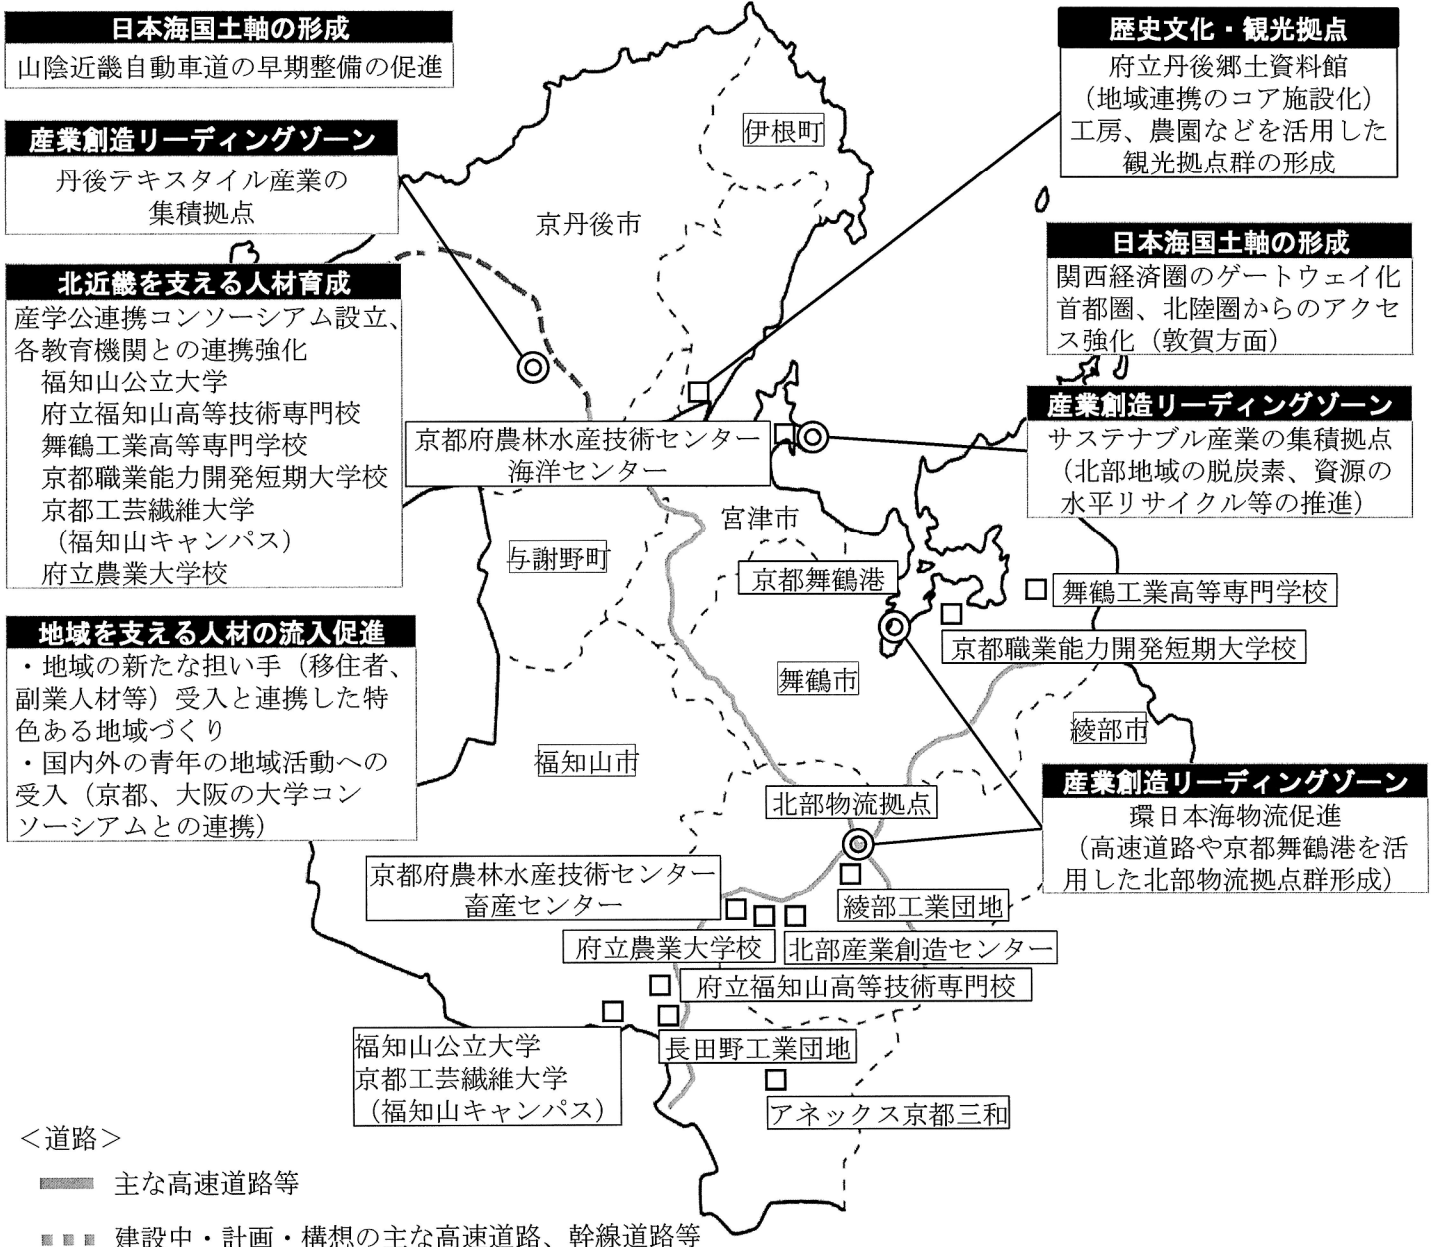 日本海国土軸の形成
山陰近畿自動車道の早期整備の促進
産業創造リーディングゾーン
丹後テキスタイル産業の
集積拠点
北近畿を支える人材育成
産学公連携コンソーシアム設立、
各教育機関との連携強化
福知山公立大学
府立福知山高等技術専門校
舞鶴工業高等専門学校
京都職業能力開発短期大学校
京都工芸繊維大学
（福知山キャンパス）
府立農業大学校
地域を支える人材の流入促進
・地域の新たな担い手（移住者、
副業人材等）受入と連携した特
色ある地域づくり
・国内外の青年の地域活動への
受入（京都、大阪の大学コン
ソーシアムとの連携）
歴史文化・観光拠点
府立丹後郷土資料館
（地域連携のコア施設化）
工房、農園などを活用した
観光拠点群の形成
日本海国土軸の形成
関西経済圏のゲートウェイ化
首都圏、北陸圏からのアクセ
ス強化（敦賀方面）
産業創造リーディングゾーン
サステナブル産業の集積拠点
（北部地域の脱炭素、資源の
水平リサイクル等の推進）
伊根町
京丹後市
京都府農林水産技術センター
海洋センター
宮津市
与謝野町
京都舞鶴港
舞鶴工業高等専門学校
京都職業能力開発短期大学校
舞鶴市
綾部市
福知山市
産業創造リーディングゾーン
環日本海物流促進
（高速道路や京都舞鶴港を活
用した北部物流拠点群形成）
北部物流拠点
京都府農林水産技術センター
畜産センター
綾部工業団地
府立農業大学校
北部産業創造センター
府立福知山高等技術専門校
長田野工業団地
福知山公立大学
京都工芸繊維大学
（福知山キャンパス）
アネックス京都三和
＜道路＞
主な高速道路等
建設中・計画・構想の主な高速道路、幹線道路等